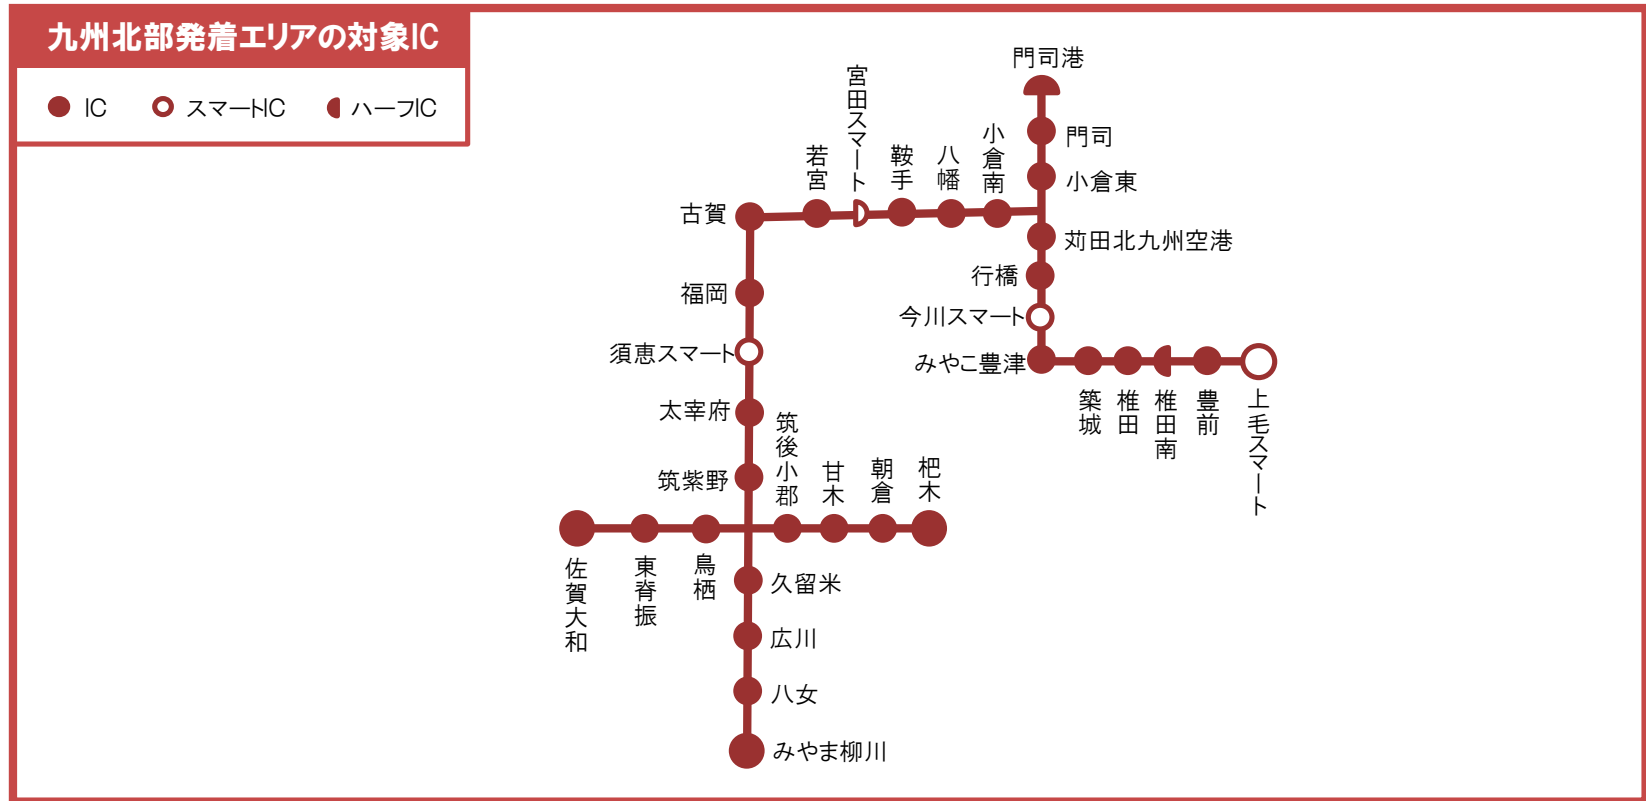 九州北部発着エリアの対象IC
IC
スマートIC
ハーフIC
門司港
門司
小倉東
小倉南
八幡
鞍手
宮田スマート
若宮
古賀
苅田北九州空港
行橋
今川スマート
みやこ豊津
築城
椎田
椎田南
豊前
上毛スマート
福岡
須恵スマート
太宰府
筑紫野
筑後小郡
甘木
朝倉
杷木
佐賀大和
東脊振
鳥栖
久留米
広川
八女
みやま柳川